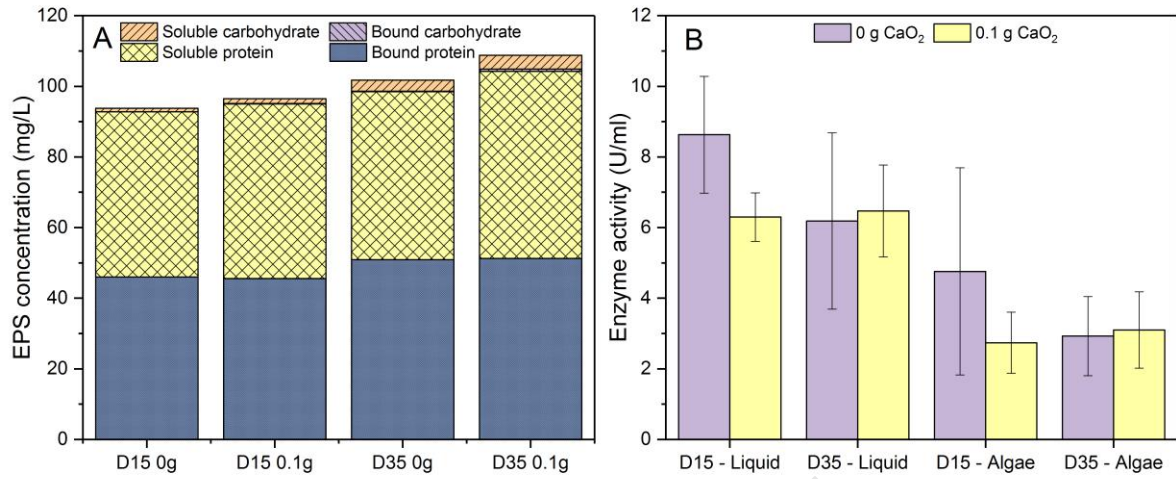 A
Soluble carbohydrate
Bound carbohydrate
Soluble protein
Bound protein
EPS concentration (mg/L)
120
100
80
60
40
20
0
D15 0g
D15 0.1g
D35 0g
D35 0.1g
B
0 g CaO₂
0.1 g CaO₂
Enzyme activity (U/ml)
12
10
8
6
4
2
0
D15 - Liquid
D35 - Liquid
D15 - Algae
D35 - Algae